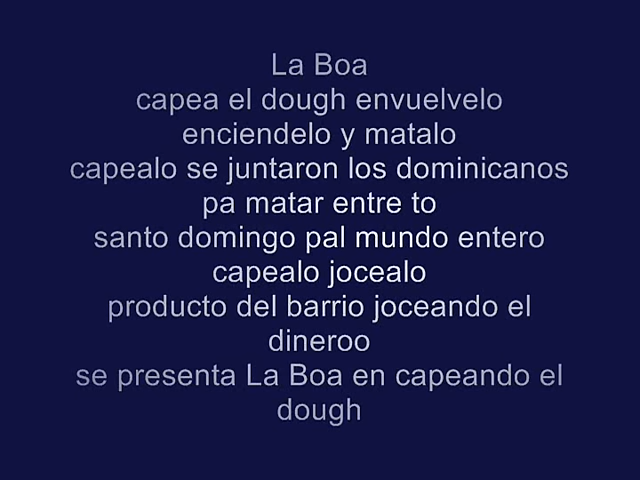 La Boa
capea el dough envuelvelo
enciendelo y matalo
capealo se juntaron los dominicanos
pa matar entre to
santo domingo pal mundo entero
capealo jocealo
producto del barrio joceando el
dineroo
se presenta La Boa en capeando el
dough